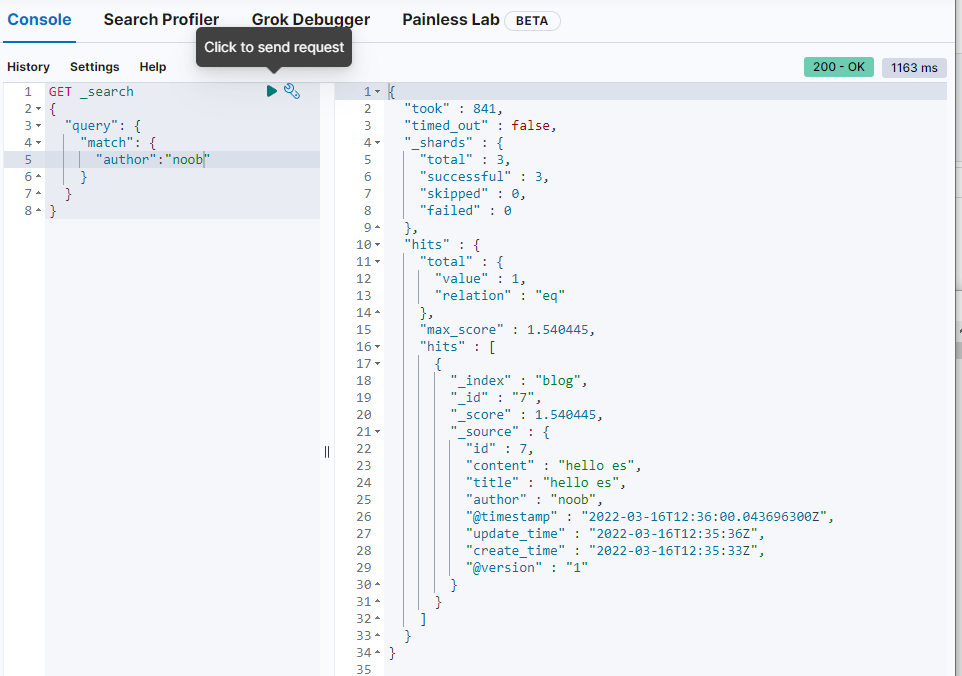 Console Search Profiler Grok Debugger Painless Lab BETA
Click to send request
History Settings Help 200 - OK 1163 ms
1 GET _search
2 {
3 "query": {
4 "match": {
5 "author":"noob"
6 }
7 }
8 }
1 {
2 "took" : 841,
3 "timed_out" : false,
4 "_shards" : {
5 "total" : 3,
6 "successful" : 3,
7 "skipped" : 0,
8 "failed" : 0
9 },
10 "hits" : {
11 "total" : {
12 "value" : 1,
13 "relation" : "eq"
14 },
15 "max_score" : 1.540445,
16 "hits" : [
17 {
18 "_index" : "blog",
19 "_id" : "7",
20 "_score" : 1.540445,
21 "_source" : {
22 "id" : 7,
23 "content" : "hello es",
24 "title" : "hello es",
25 "author" : "noob",
26 "@timestamp" : "2022-03-16T12:36:00.043696300Z",
27 "update_time" : "2022-03-16T12:35:36Z",
28 "create_time" : "2022-03-16T12:35:33Z",
29 "@version" : "1"
30 }
31 }
32 ]
33 }
34 }
35